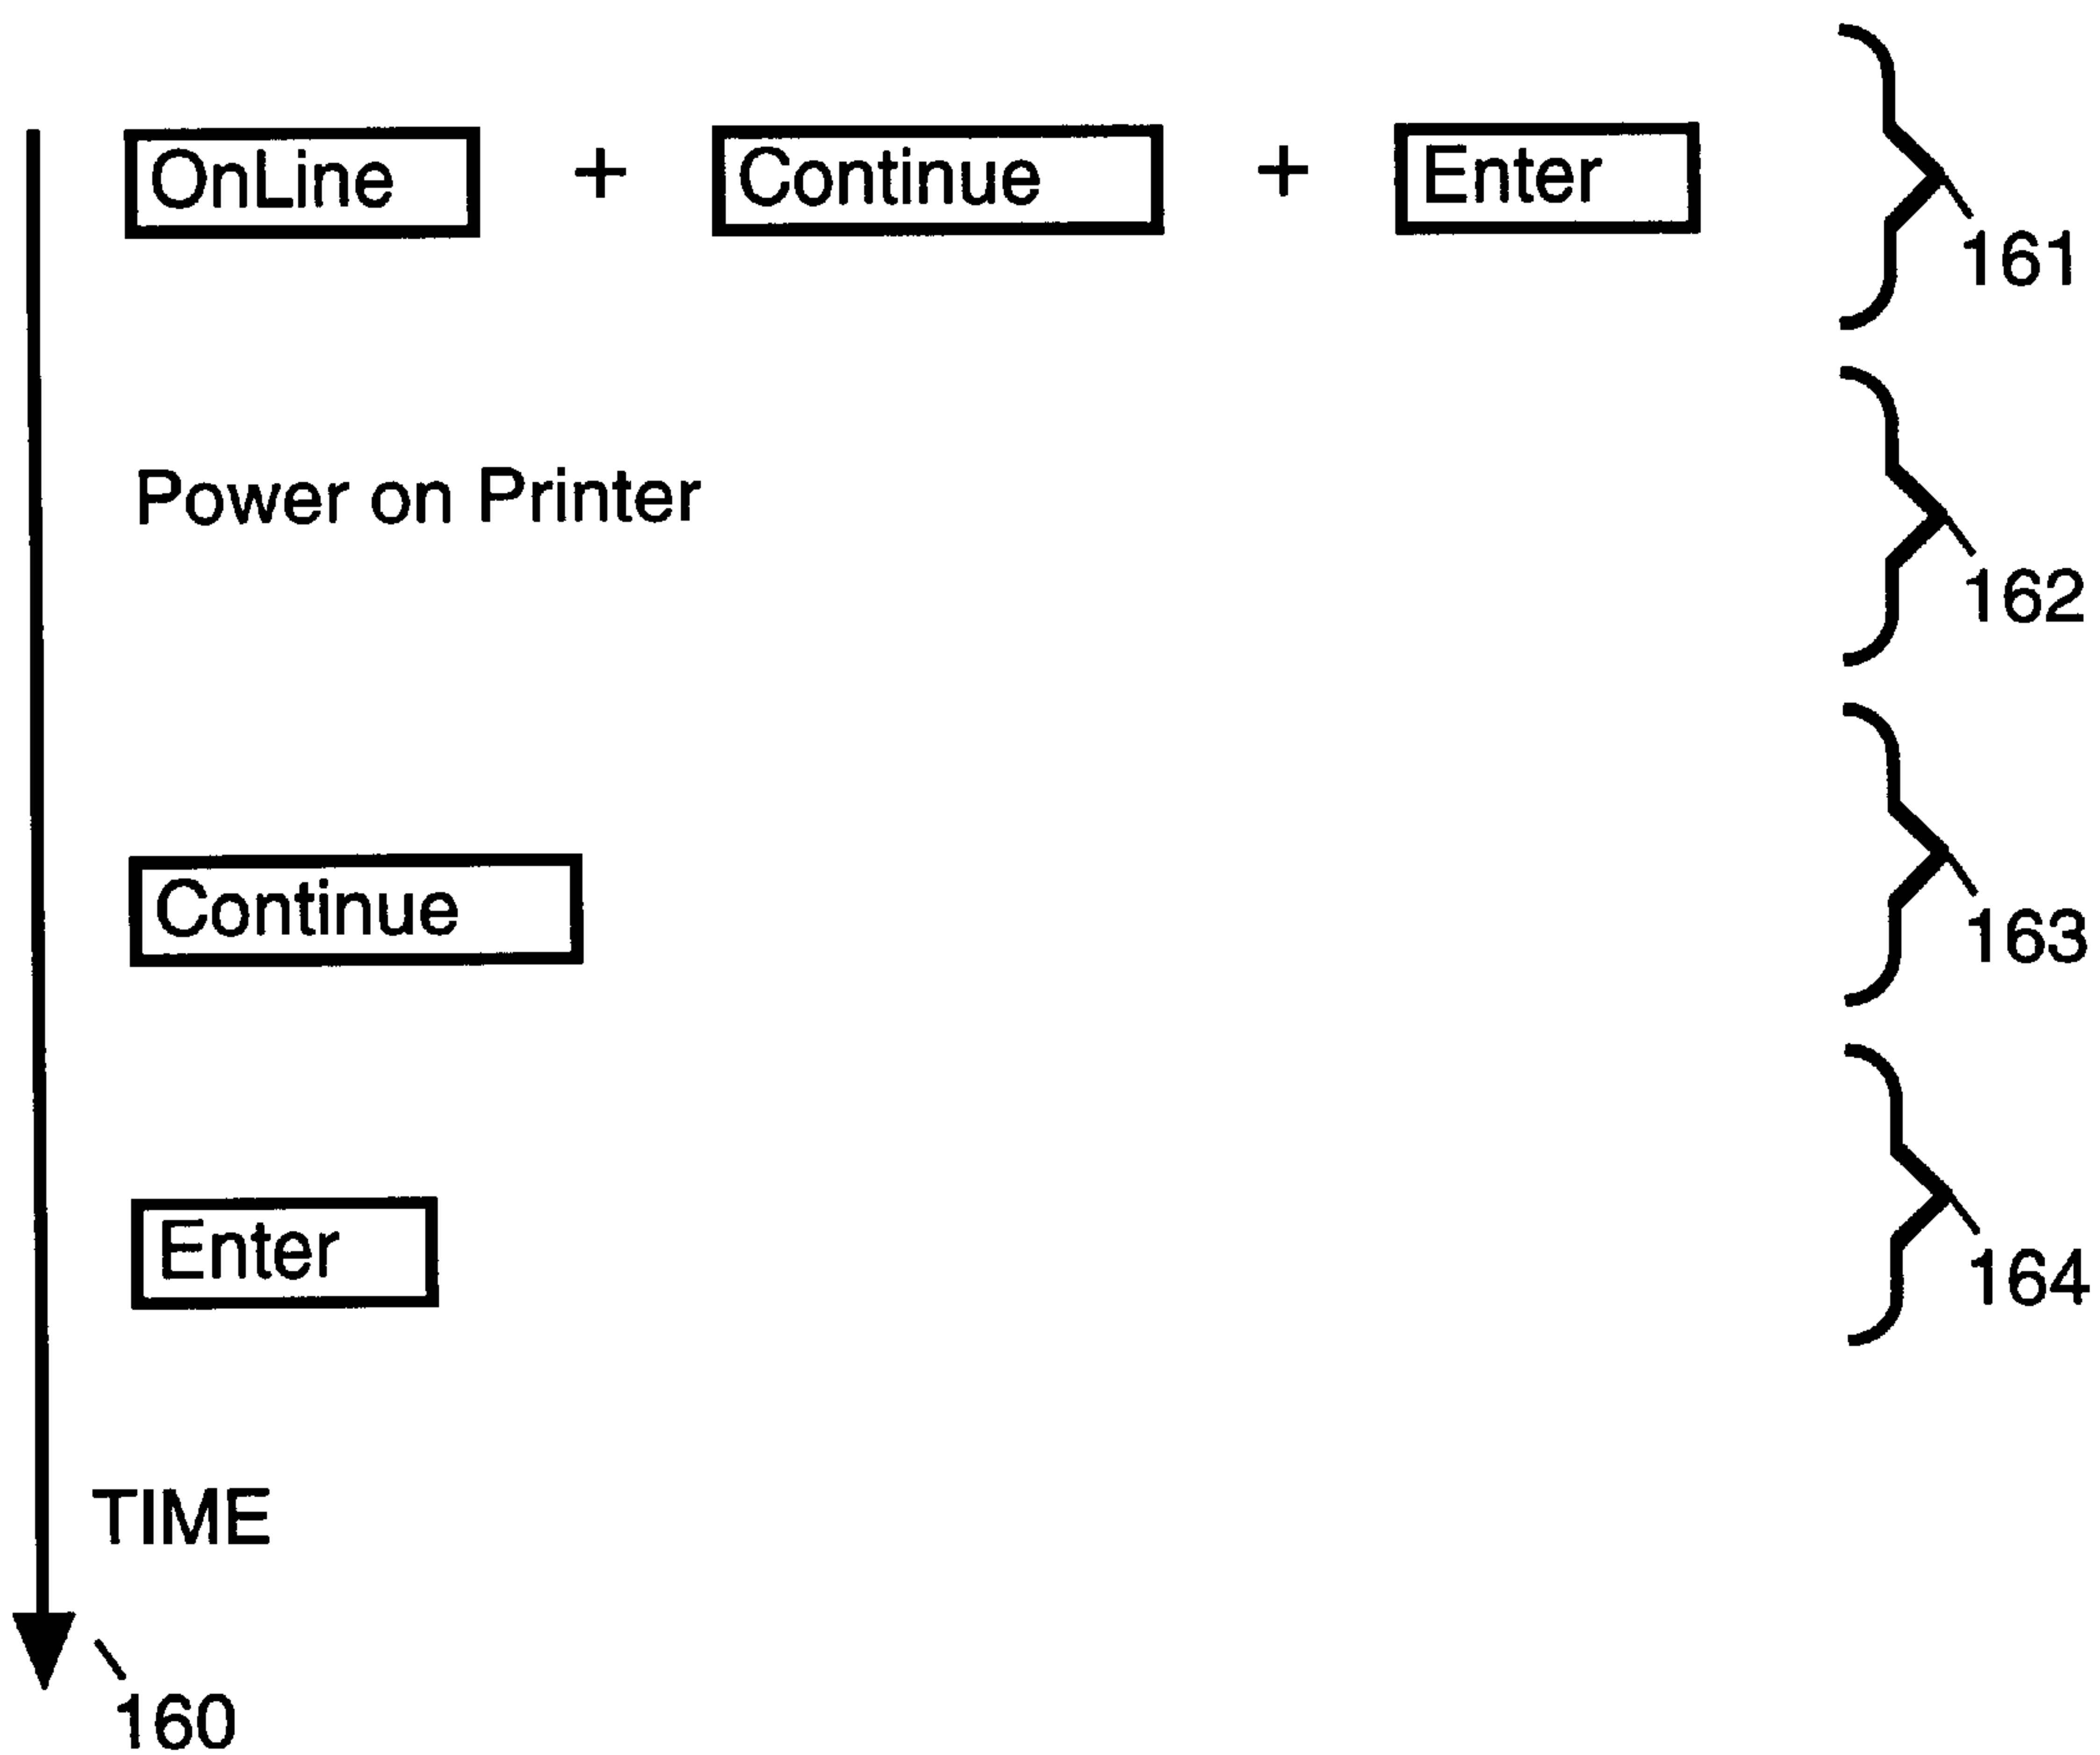 OnLine + Continue + Enter
161
Power on Printer
162
Continue
163
Enter
164
TIME
160